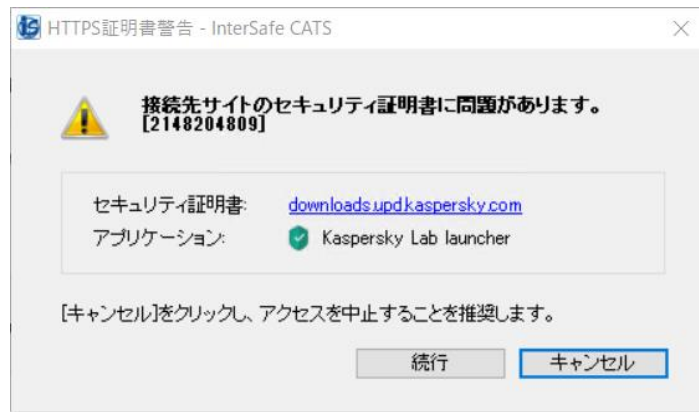 HTTPS証明書警告 - InterSafe CATS
接続先サイトのセキュリティ証明書に問題があります。
[2148204809]
セキュリティ証明書: downloads.upd.kaspersky.com
アプリケーション: Kaspersky Lab launcher
[キャンセル]をクリックし、アクセスを中止することを推奨します。
続行 キャンセル